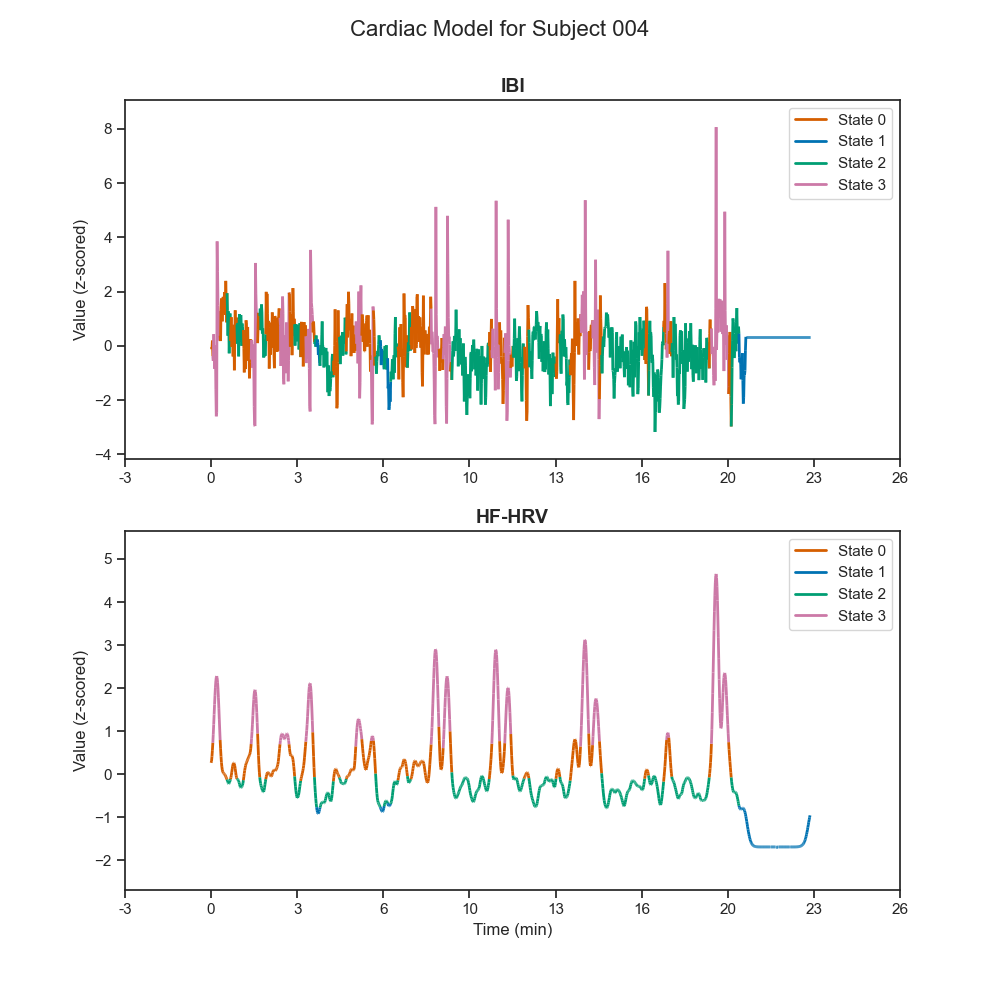 Cardiac Model for Subject 004
IBI
Value (z-scored)
8
6
4
2
0
−2
−4
-3 0 3 6 10 13 16 20 23 26
State 0
State 1
State 2
State 3
HF-HRV
Value (z-scored)
5
4
3
2
1
0
−1
−2
-3 0 3 6 10 13 16 20 23 26
Time (min)
State 0
State 1
State 2
State 3